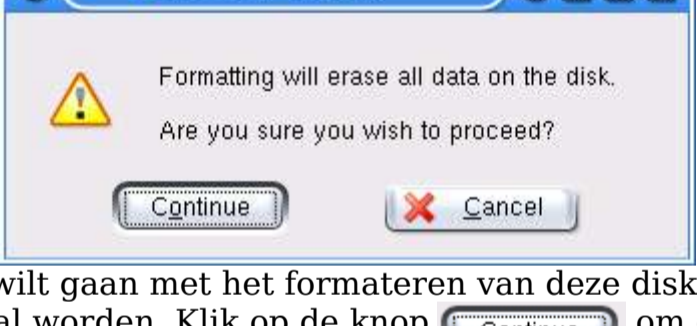 Formatting will erase all data on the disk.
Are you sure you wish to proceed?
Continue Cancel
wilt gaan met het formateren van deze disk
al worden. Klik op de knop Continue om